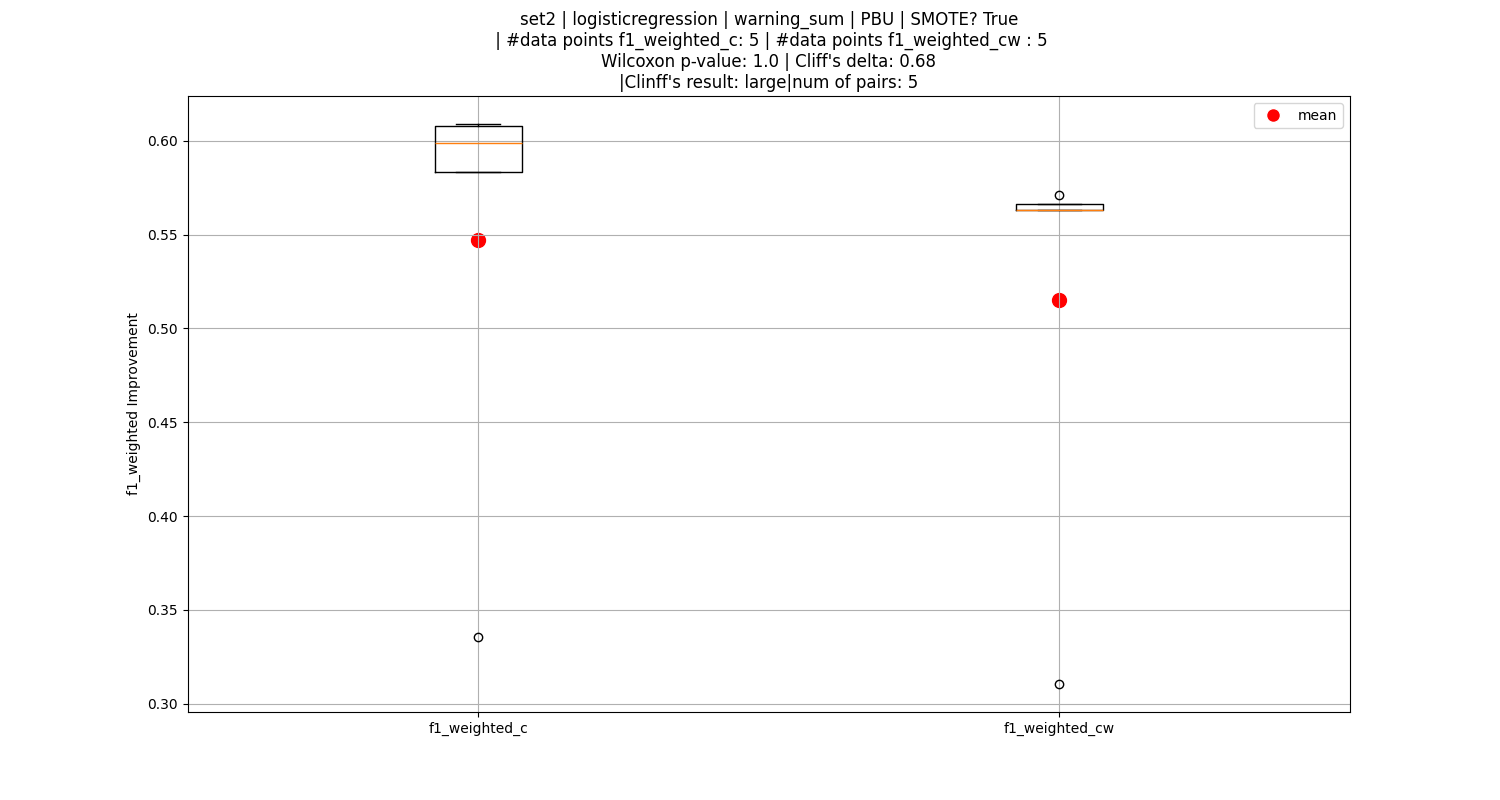 set2 | logisticregression | warning_sum | PBU | SMOTE? True
| #data points f1_weighted_c: 5 | #data points f1_weighted_cw : 5
Wilcoxon p-value: 1.0 | Cliff's delta: 0.68
|Clinff's result: large|num of pairs: 5
mean
0.60
0.55
0.50
0.45
0.40
0.35
0.30
f1_weighted Improvement
f1_weighted_c
f1_weighted_cw